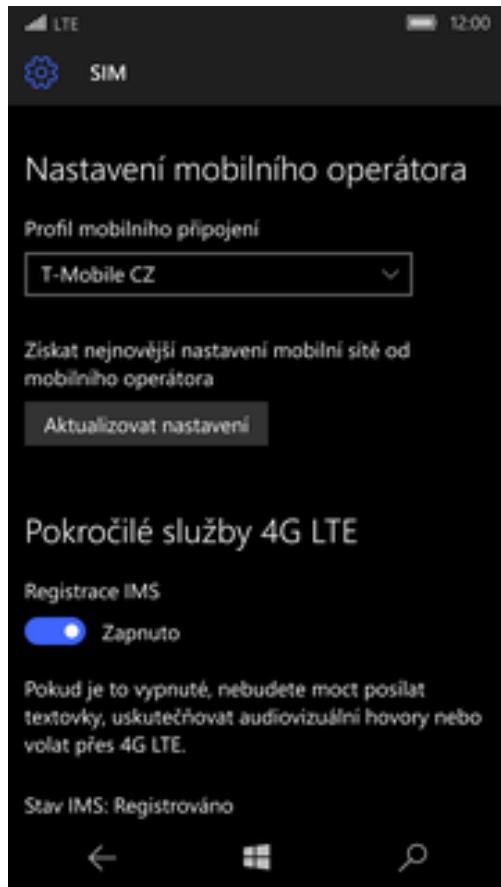 LTE 12:00
SIM
Nastavení mobilního operátora
Profil mobilního připojení
T-Mobile CZ
Získat nejnovější nastavení mobilní sítě od
mobilního operátora
Aktualizovat nastavení
Pokročilé služby 4G LTE
Registrace IMS
Zapnuto
Pokud je to vypnuté, nebudete moct posílat
textovky, uskutečňovat audiovizuální hovory nebo
volat přes 4G LTE.
Stav IMS: Registrováno